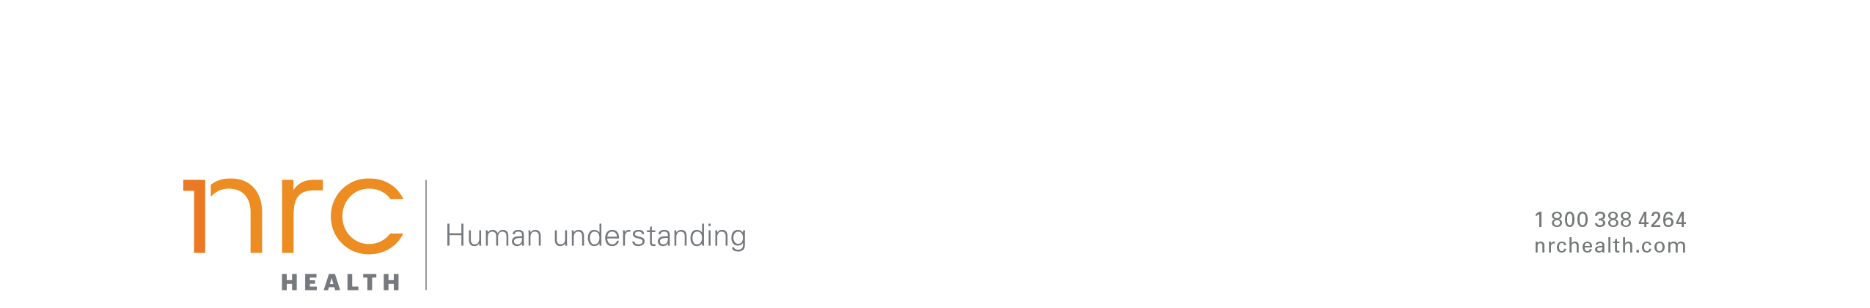 nrc
HEALTH
Human understanding
1 800 388 4264
nrchealth.com